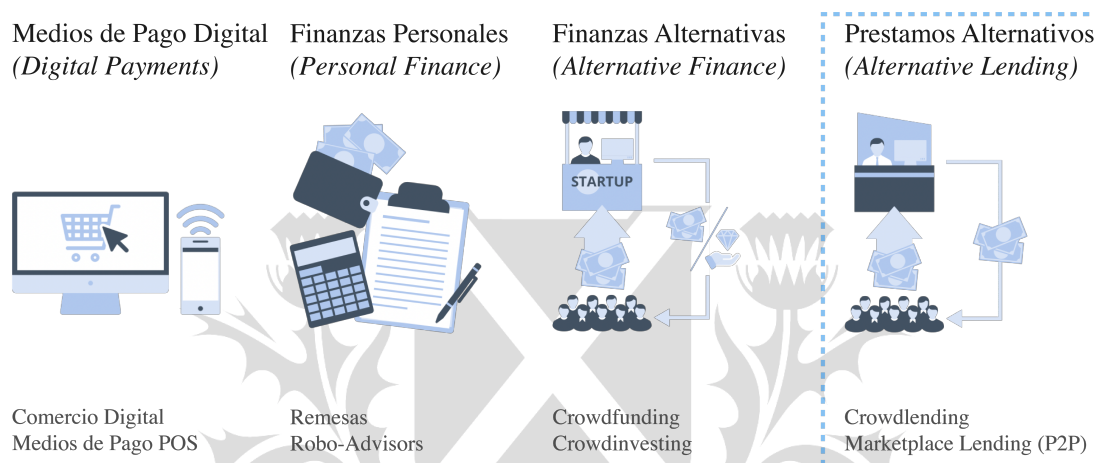 Medios de Pago Digital
(Digital Payments)
Finanzas Personales
(Personal Finance)
Finanzas Alternativas
(Alternative Finance)
Prestamos Alternativos
(Alternative Lending)
STARTUP
Comercio Digital
Medios de Pago POS
Remesas
Robo-Advisors
Crowdfunding
Crowdinvesting
Crowdlending
Marketplace Lending (P2P)